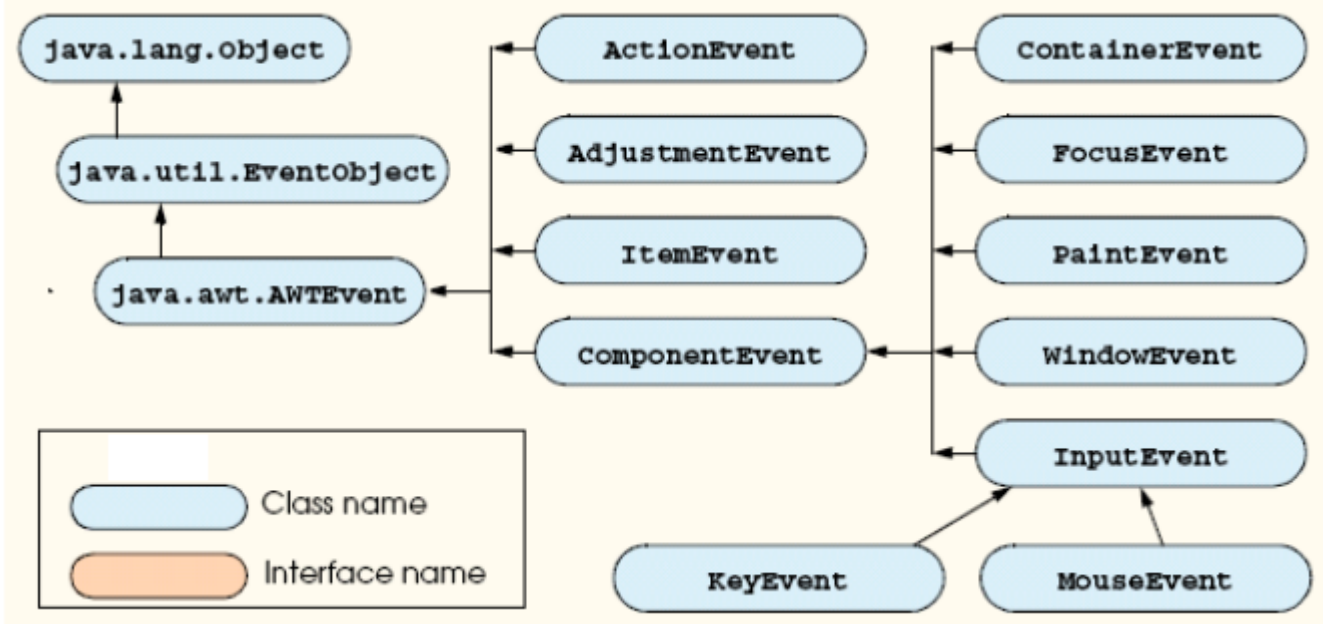 java.lang.Object
java.util.EventObject
java.awt.AWTEvent
ActionEvent
AdjustmentEvent
ItemEvent
ComponentEvent
ContainerEvent
FocusEvent
PaintEvent
WindowEvent
InputEvent
KeyEvent
MouseEvent
Class name
Interface name